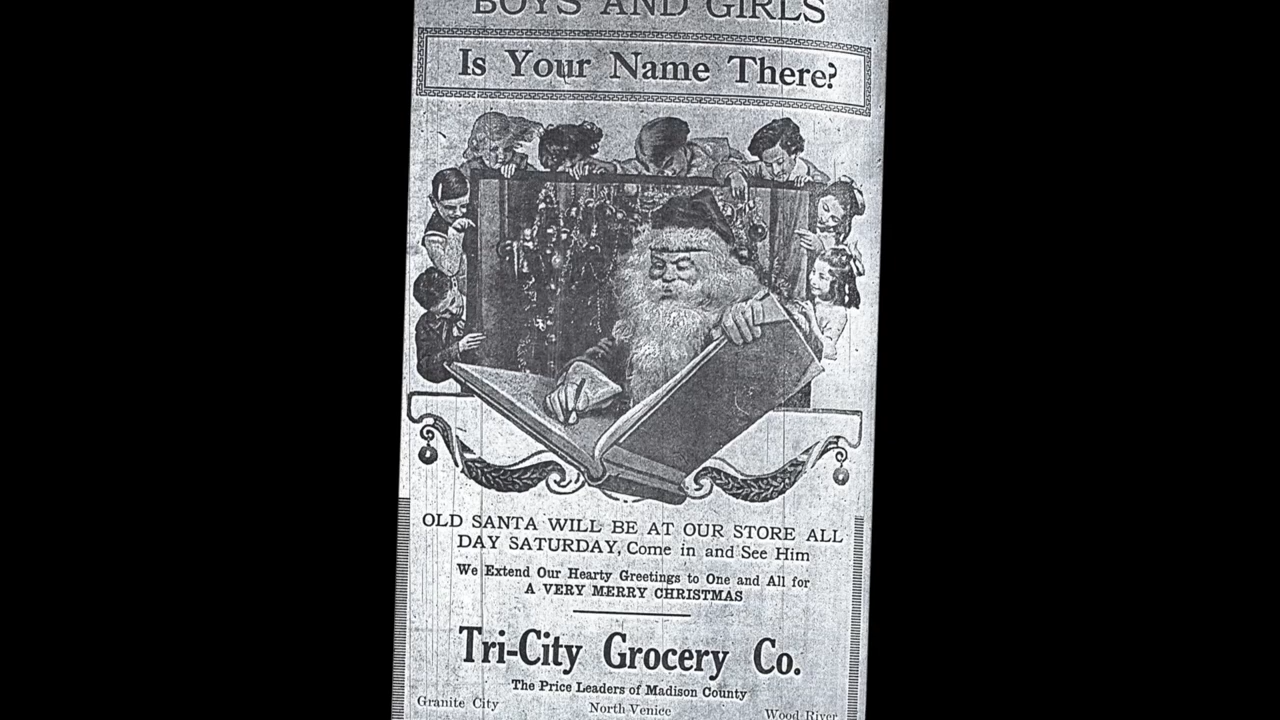 BOYS AND GIRLS
Is Your Name There?
OLD SANTA WILL BE AT OUR STORE ALL
DAY SATURDAY, Come in and See Him
We Extend Our Hearty Greetings to One and All for
A VERY MERRY CHRISTMAS
Tri-City Grocery Co.
The Price Leaders of Madison County
Granite City North Venice Wood River